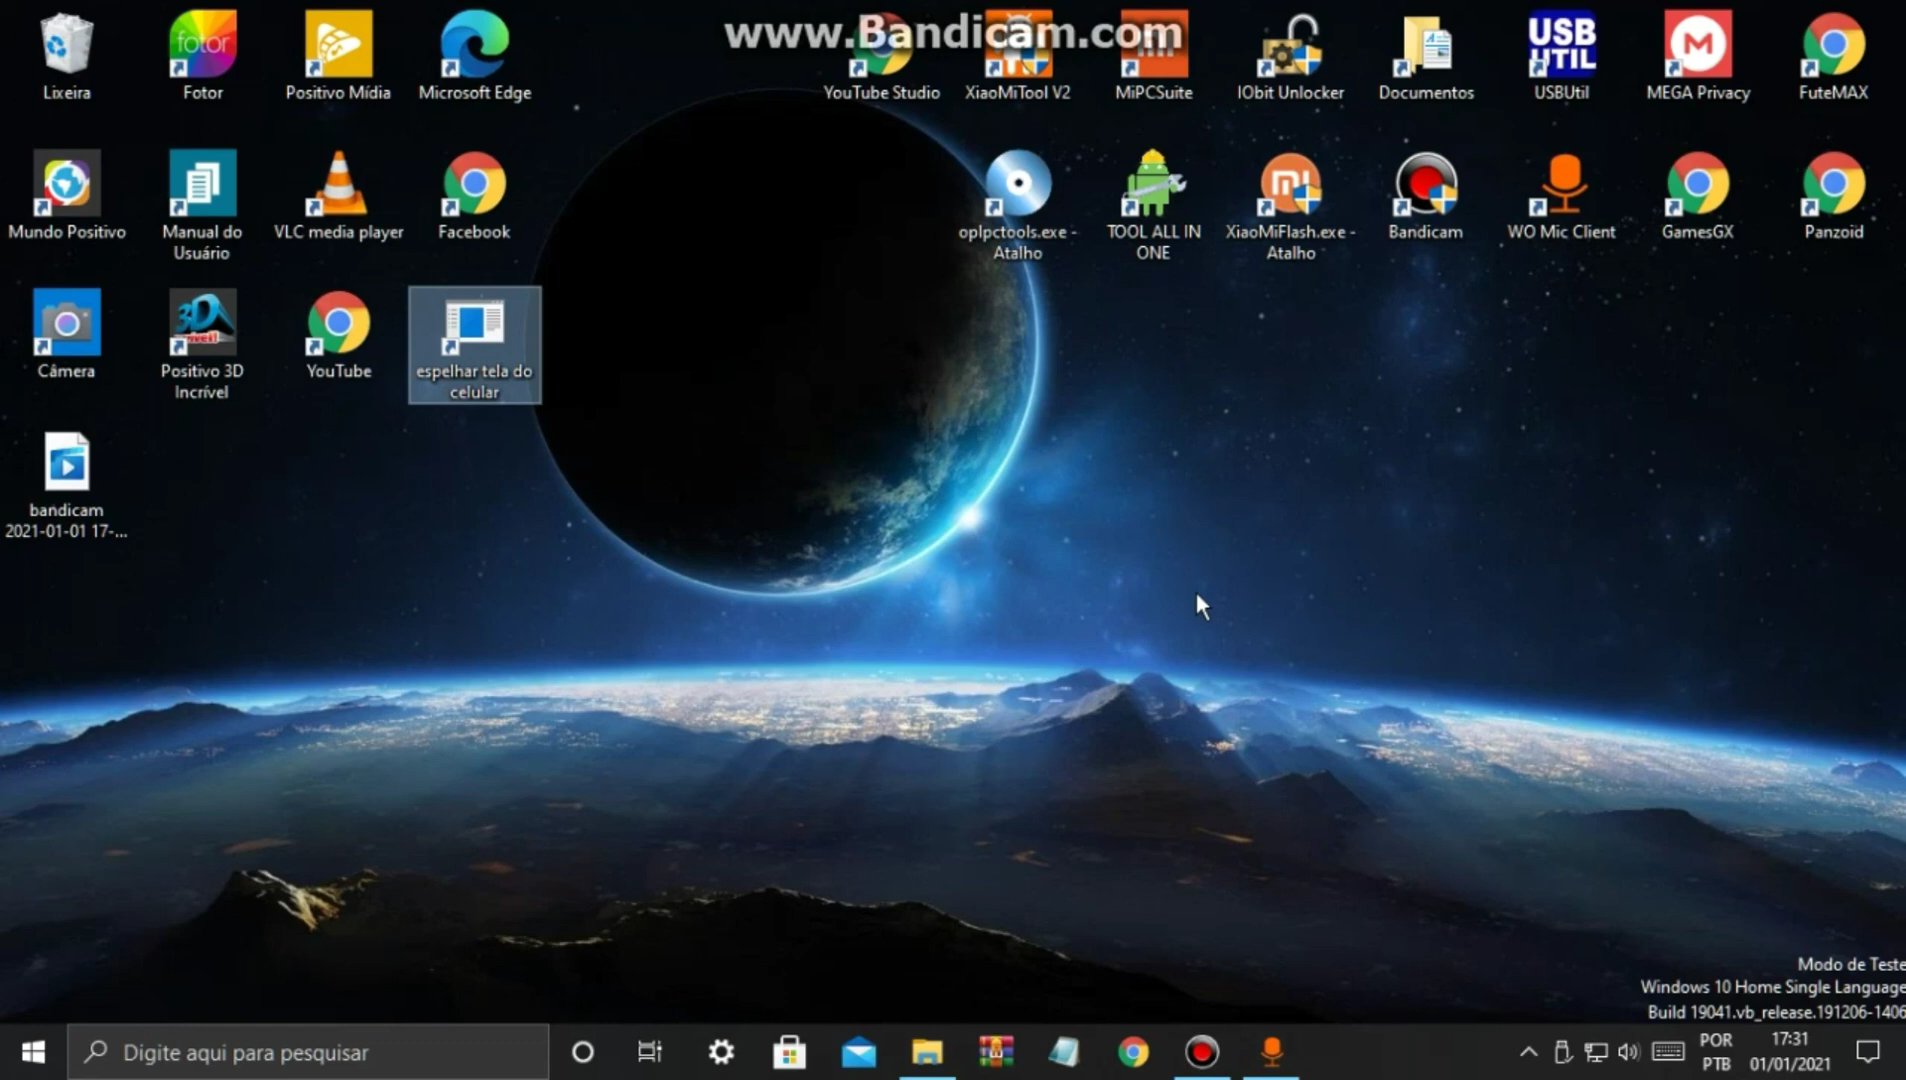 www.Bandicam.com
fotor
USB
UTIL
Lixeira
Fotor
Positivo Mídia
Microsoft Edge
YouTube Studio
XiaoMiTool V2
MiPCSuite
IObit Unlocker
Documentos
USBUtil
MEGA Privacy
FuteMAX
Mundo Positivo
Manual do
Usuário
VLC media player
Facebook
oplpctools.exe -
Atalho
TOOL ALL IN
ONE
XiaoMiFlash.exe -
Atalho
Bandicam
WO Mic Client
GamesGX
Panzoid
Câmera
Positivo 3D
Incrível
YouTube
espelhar tela do
celular
bandicam
2021-01-01 17-...
Modo de Teste
Windows 10 Home Single Language
Build 19041.vb_release.191206-1406
Digite aqui para pesquisar
POR
PTB
17:31
01/01/2021